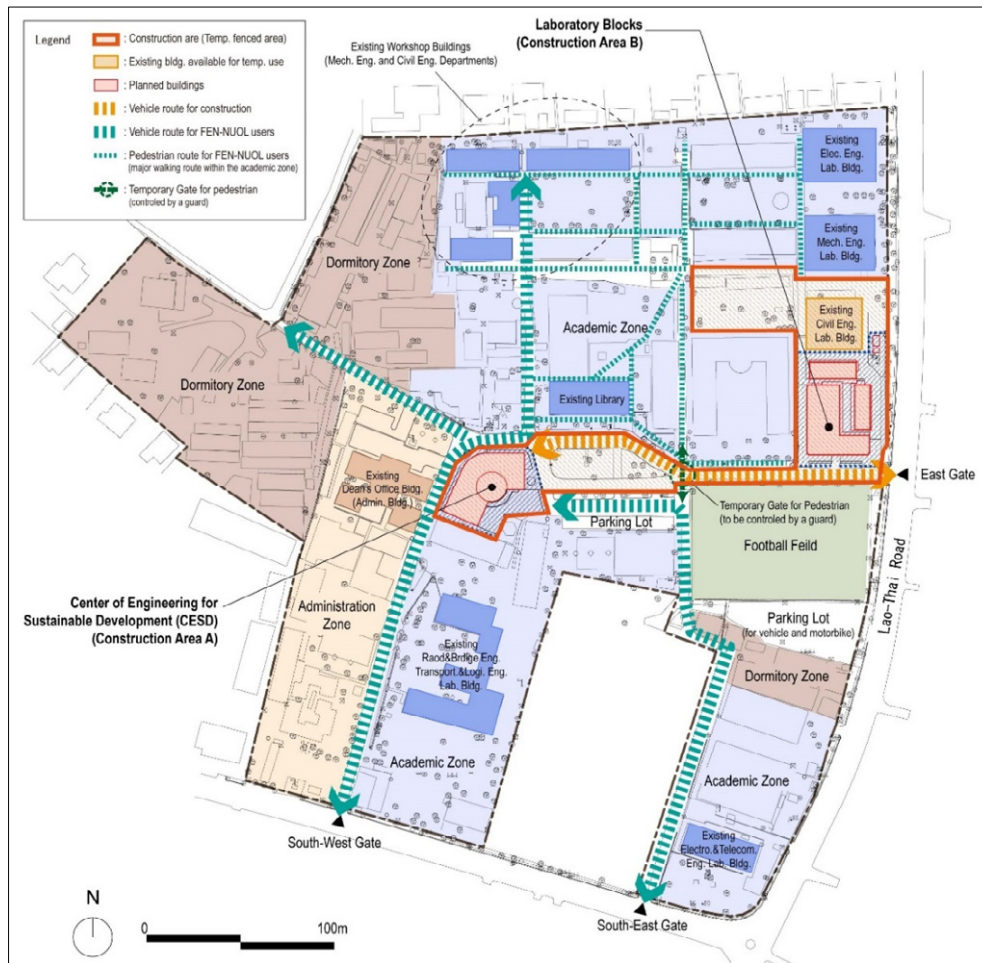 Legend
: Construction are (Temp. fenced area)
: Existing bldg. available for temp. use
: Planned buildings
: Vehicle route for construction
: Vehicle route for FEN-NUOL users
: Pedestrian route for FEN-NUOL users
(major walking route within the academic zone)
: Temporary Gate for pedestrian
(controled by a guard)
Existing Workshop Buildings
(Mech. Eng. and Civil Eng. Departments)
Laboratory Blocks
(Construction Area B)
Existing
Elec. Eng.
Lab. Bldg.
Existing
Mech. Eng.
Lab. Bldg.
Dormitory Zone
Academic Zone
Existing
Civil Eng.
Lab. Bldg.
Dormitory Zone
Existing Library
Existing
Dean's Office Bldg.
(Admin. Bldg.)
East Gate
Parking Lot
Temporary Gate for Pedestrian
(to be controled by a guard)
Football Feild
Lao-Thai Road
Center of Engineering for
Sustainable Development (CESD)
(Construction Area A)
Administration
Zone
Parking Lot
(for vehicle and motorbike)
Existing
Raod&Brdige Eng.
Transport.&Logi. Eng.
Lab. Bldg.
Dormitory Zone
Academic Zone
Academic Zone
Existing
Electro.&Telecom.
Eng. Lab. Bldg.
South-West Gate
South-East Gate
N
0 100m